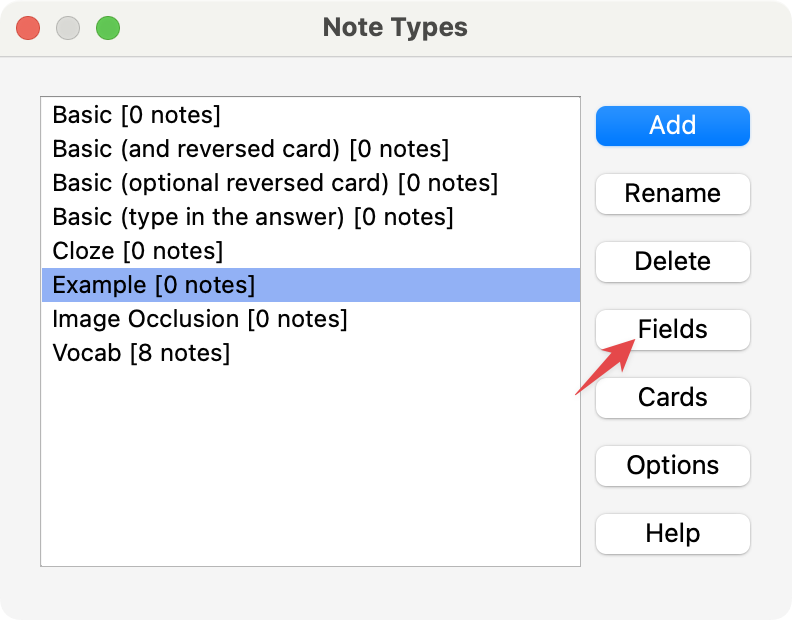 Note Types
Basic [0 notes]
Basic (and reversed card) [0 notes]
Basic (optional reversed card) [0 notes]
Basic (type in the answer) [0 notes]
Cloze [0 notes]
Example [0 notes]
Image Occlusion [0 notes]
Vocab [8 notes]
Add
Rename
Delete
Fields
Cards
Options
Help